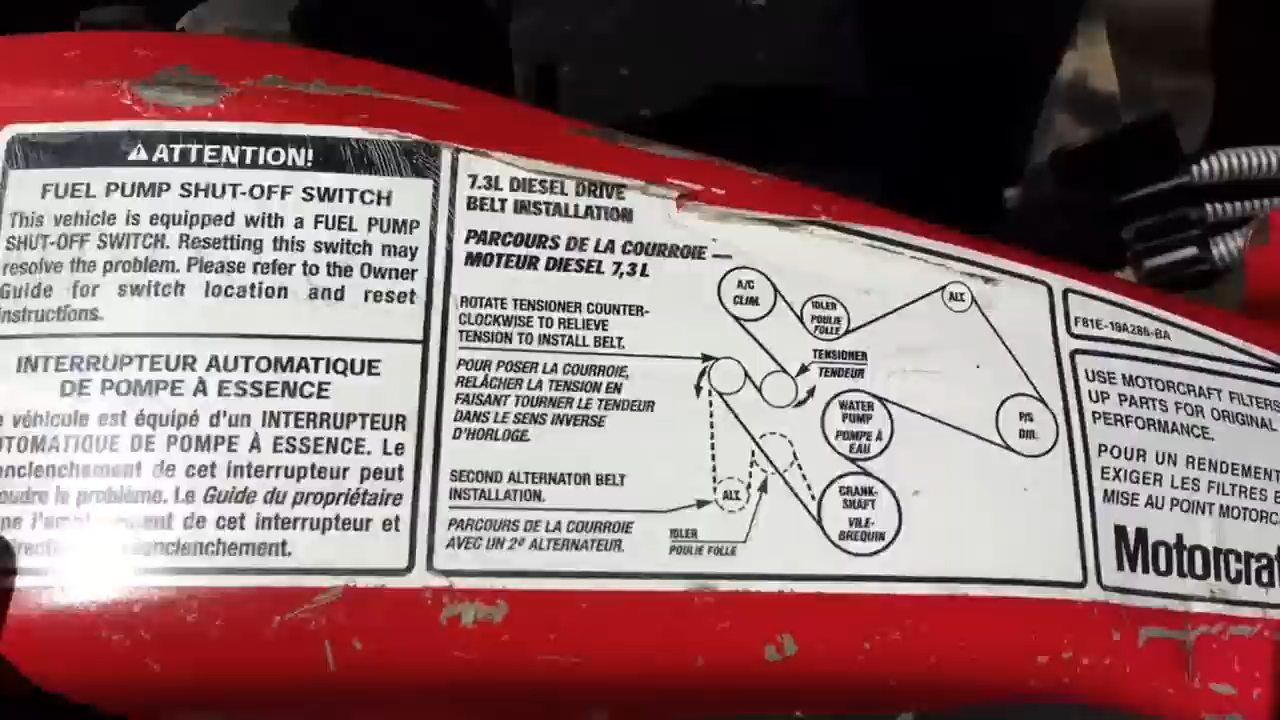 ATTENTION!
FUEL PUMP SHUT-OFF SWITCH
This vehicle is equipped with a FUEL PUMP
SHUT-OFF SWITCH. Resetting this switch may
resolve the problem. Please refer to the Owner
Guide for switch location and reset
instructions.
INTERRUPTEUR AUTOMATIQUE
DE POMPE À ESSENCE
véhicule est équipé d'un INTERRUPTEUR
TOMATIQUE DE POMPE À ESSENCE. Le
enclenchement de cet interrupteur peut
oudre le problème. Le Guide du propriétaire
de cet interrupteur et
enclenchement.
7.3L DIESEL DRIVE
BELT INSTALLATION
PARCOURS DE LA COURROIE —
MOTEUR DIESEL 7,3 L
ROTATE TENSIONER COUNTER-
CLOCKWISE TO RELIEVE
TENSION TO INSTALL BELT.
POUR POSER LA COURROIE,
RELÂCHER LA TENSION EN
FAISANT TOURNER LE TENDEUR
DANS LE SENS INVERSE
D'HORLOGE.
SECOND ALTERNATOR BELT
INSTALLATION.
PARCOURS DE LA COURROIE
AVEC UN 2e ALTERNATEUR.
A/C
CLIM.
IDLER
POULIE
FOLLE
ALT.
TENSIONER
TENDEUR
WATER
PUMP
POMPE À
EAU
P/S
DIR.
ALT.
CRANK-
SHAFT
VILE-
BREQUIN
IDLER
POULIE FOLLE
F81E-19A286-BA
USE MOTORCRAFT FILTERS
UP PARTS FOR ORIGINAL
PERFORMANCE.
POUR UN RENDEMENT
EXIGER LES FILTRES E
MISE AU POINT MOTORC
Motorcra